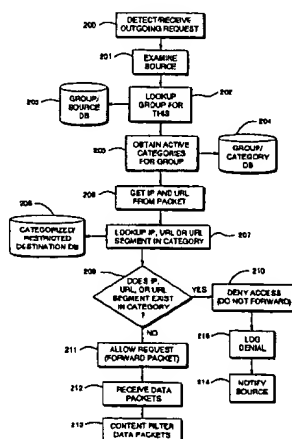 200
DETECT/RECEIVE
OUTGOING REQUEST
201
EXAMINE
SOURCE
203
GROUP/
SOURCE
DB
202
LOOKUP
GROUP FOR
THIS
204
GROUP/
CATEGORY
DB
205
OBTAIN ACTIVE
CATEGORIES
FOR GROUP
206
GET IP AND URL
FROM PACKET
208
CATEGORIZED/
RESTRICTED
DESTINATION DB
207
LOOKUP IP, URL OR URL
SEGMENT IN CATEGORY
209
DOES IP,
URL, OR URL
SEGMENT EXIST
IN CATEGORY
?
YES
210
DENY ACCESS
(DO NOT FORWARD)
NO
211
ALLOW REQUEST
(FORWARD PACKET)
215
LOG
DENIAL
212
RECEIVE DATA
PACKETS
214
NOTIFY
SOURCE
213
CONTENT FILTER
DATA PACKETS